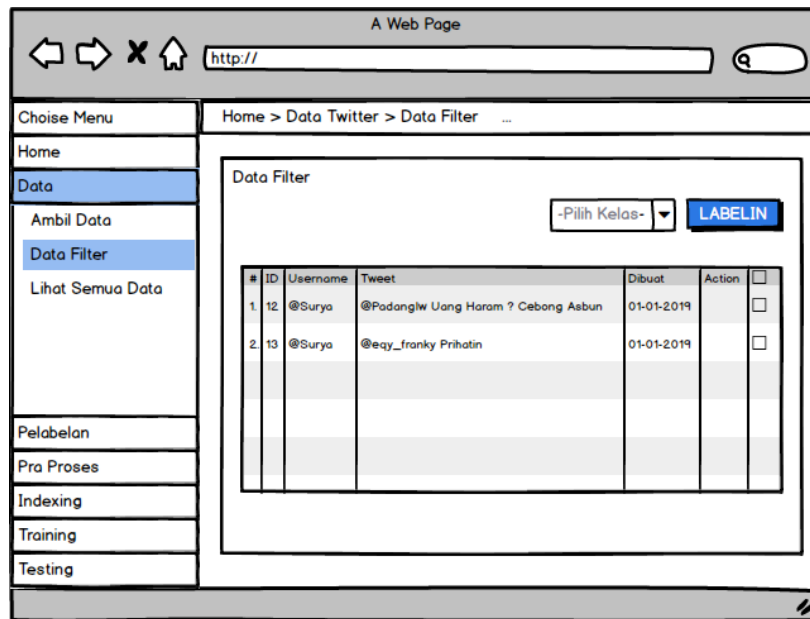 A Web Page
http://
Choise Menu
Home > Data Twitter > Data Filter ...
Home
Data
Ambil Data
Data Filter
Lihat Semua Data
Pelabelan
Pra Proses
Indexing
Training
Testing
Data Filter
-Pilih Kelas- LABELIN
# ID Username Tweet Dibuat Action
1. 12 @Surya @Padanglw Uang Haram ? Cebong Asbun 01-01-2019
2. 13 @Surya @eqy_franky Prihatin 01-01-2019